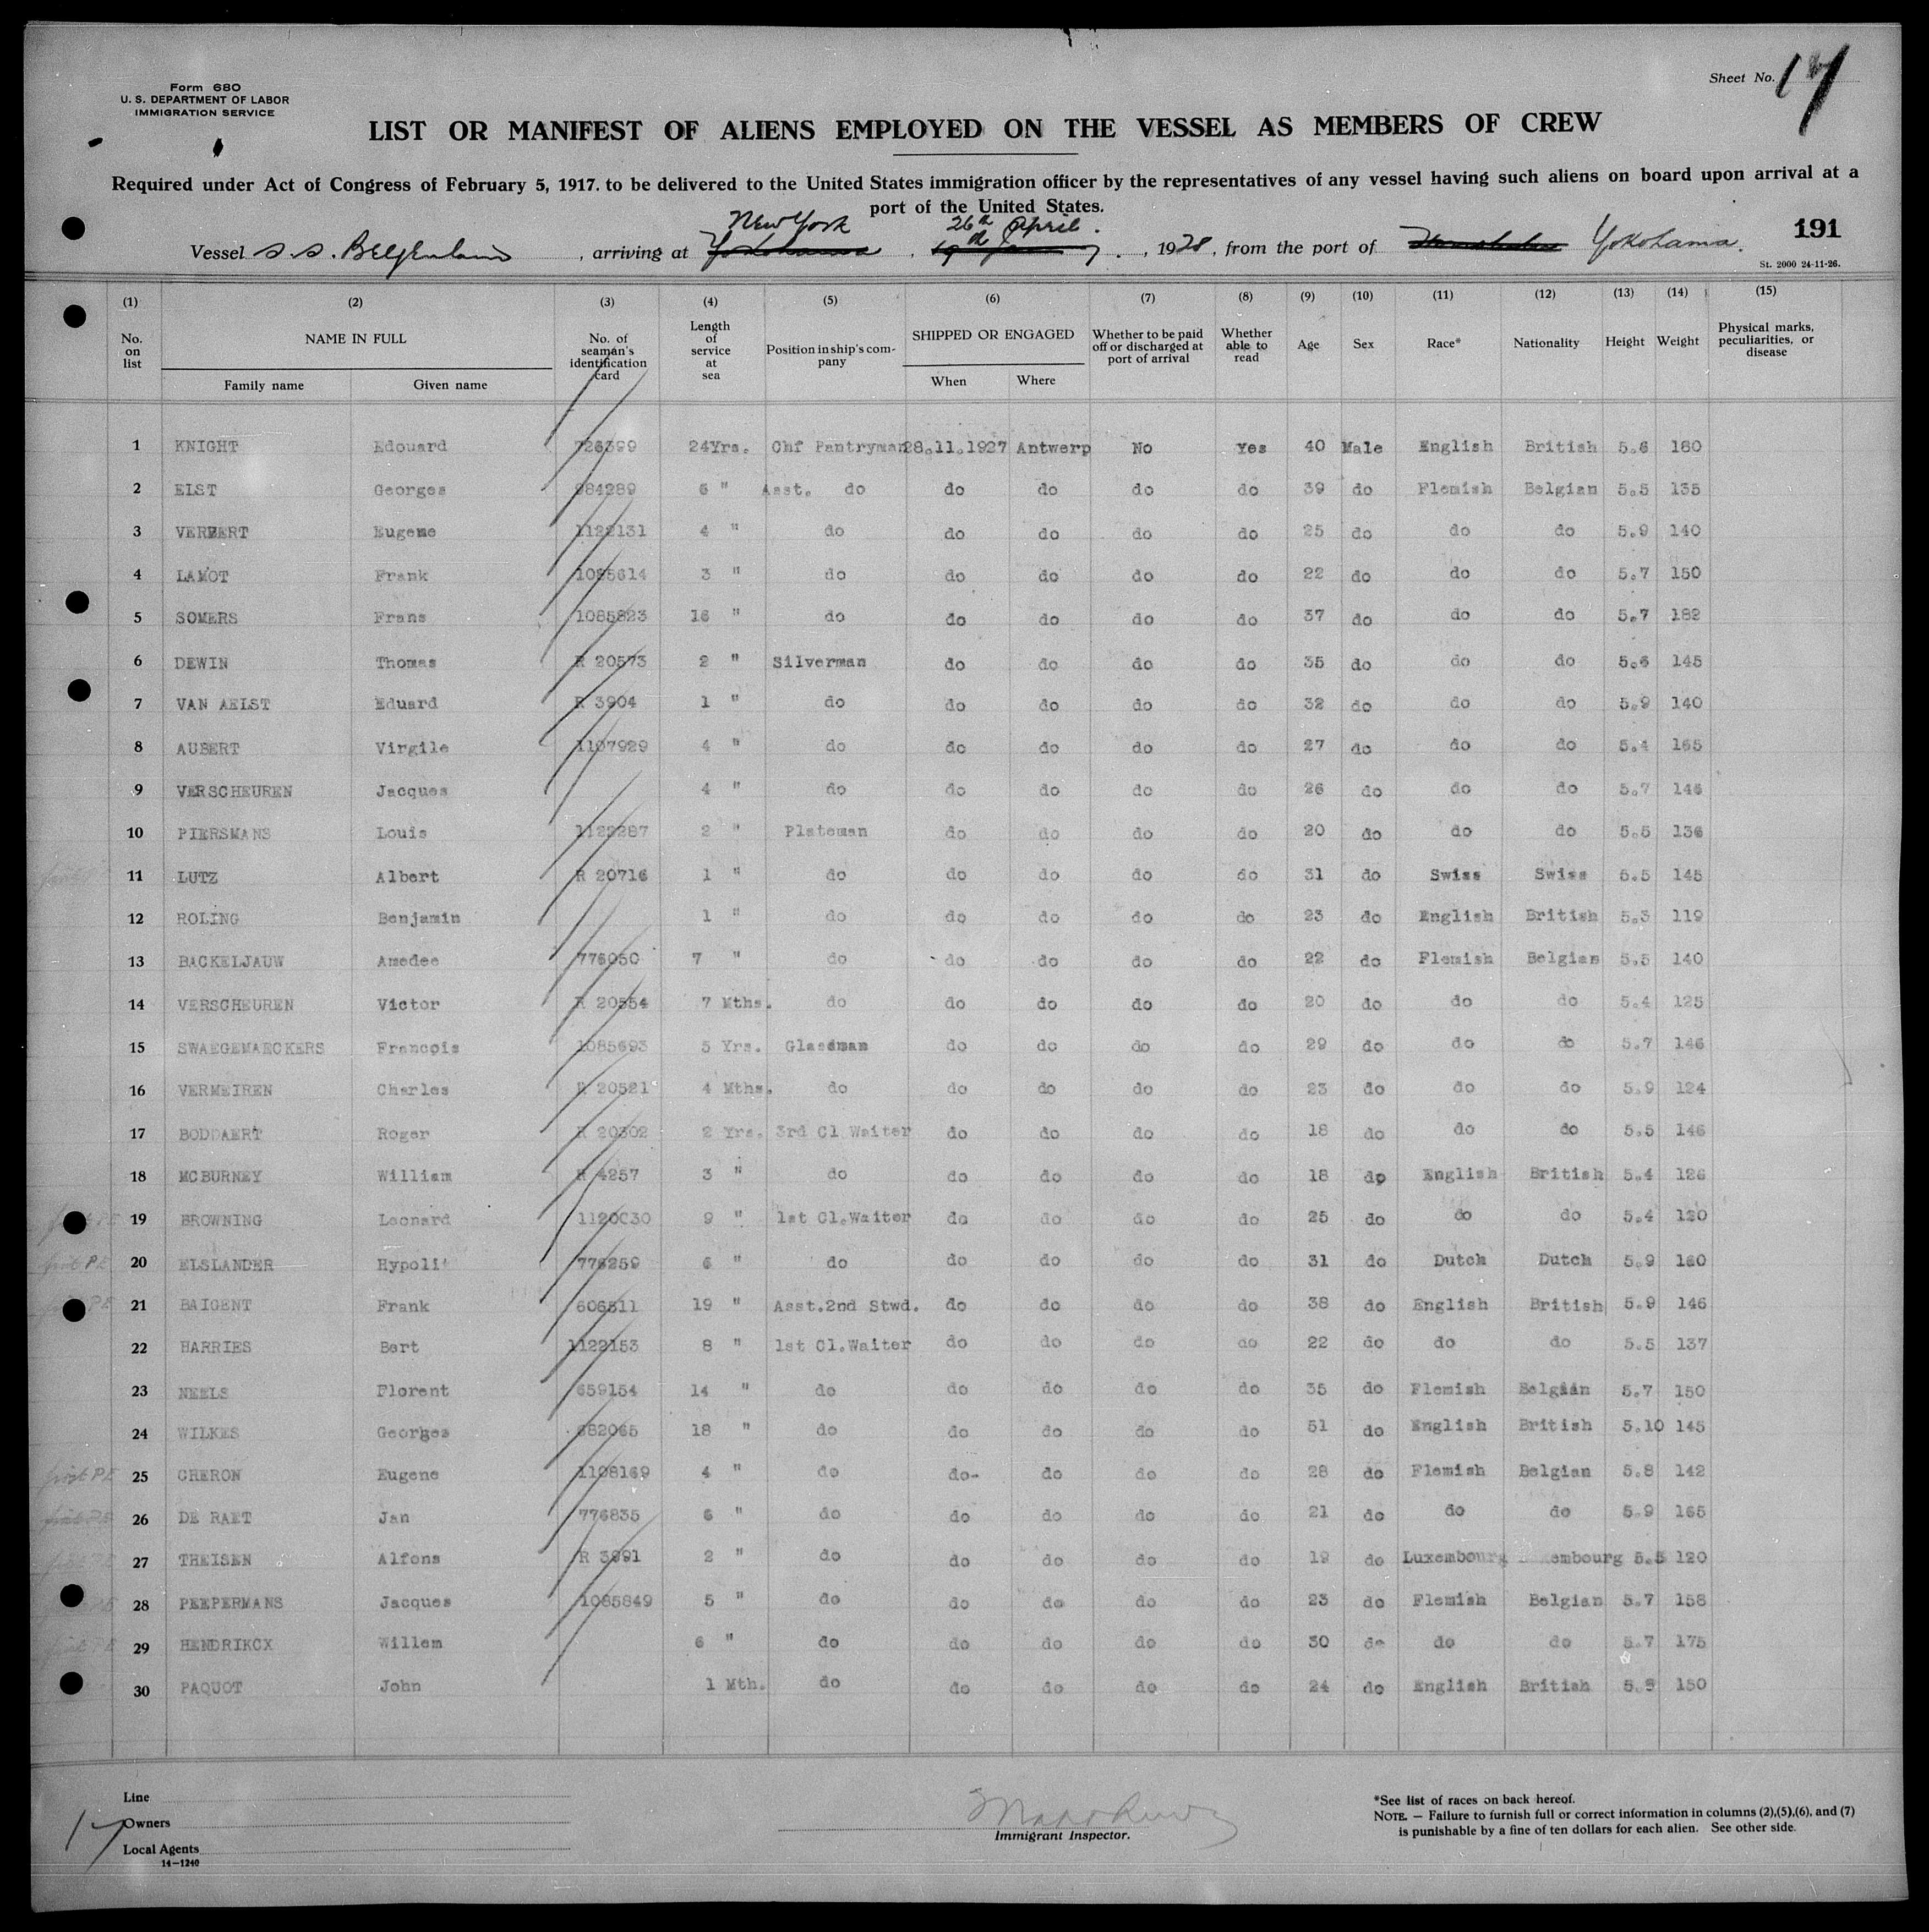 Form 680
U. S. DEPARTMENT OF LABOR
IMMIGRATION SERVICE
Sheet No. 17
LIST OR MANIFEST OF ALIENS EMPLOYED ON THE VESSEL AS MEMBERS OF CREW
Required under Act of Congress of February 5, 1917. to be delivered to the United States immigration officer by the representatives of any vessel having such aliens on board upon arrival at a
port of the United States.
New York 26th April.
191
Vessel S.S. Belgenland, arriving at Yokohama, 19th, 1928, from the port of Yokohama.
St. 2000 24-11-26.
(1) (2) (3) (4) (5) (6) (7) (8) (9) (10) (11) (12) (13) (14) (15)
No. on list NAME IN FULL No. of seaman's identification card Length of service at sea Position in ship's company SHIPPED OR ENGAGED Whether to be paid off or discharged at port of arrival Whether able to read Age Sex Race* Nationality Height Weight Physical marks, peculiarities, or disease
Family name Given name When Where
1 KNIGHT Edouard 726399 24Yrs. Chf Pantryman 28.11.1927 Antwerp No Yes 40 Male English British 5.6 180
2 ELST Georges 984289 6 " Asst. do do do do do 39 do Flemish Belgian 5.5 135
3 VERBERT Eugene 1122131 4 " do do do do do 25 do do do 5.9 140
4 LAMOT Frank 1085614 3 " do do do do do 22 do do do 5.7 150
5 SOMERS Frans 1085823 16 " do do do do do 37 do do do 5.7 182
6 DEWIN Thomas R 20573 2 " Silverman do do do do 35 do do do 5.6 145
7 VAN AELST Eduard R 3904 1 " do do do do do 32 do do do 5.9 140
8 AUBERT Virgile 1107929 4 " do do do do do 27 do do do 5.4 165
9 VERSCHEUREN Jacques 4 " do do do do do 26 do do do 5.7 146
10 PIERSMANS Louis 1122287 2 " Plateman do do do do 20 do do do 5.5 136
11 LUTZ Albert R 20716 1 " do do do do do 31 do Swiss Swiss 5.5 145
12 ROLING Benjamin 1 " do do do do do 23 do English British 5.3 119
13 BACKELJAUW Amedee 776050 7 " do do do do do 22 do Flemish Belgian 5.5 140
14 VERSCHEUREN Victor R 20554 7 Mths. do do do do do 20 do do do 5.4 125
15 SWAEGEMAECKERS Francois 1085693 5 Yrs. Glassman do do do do 29 do do do 5.7 146
16 VERMEIREN Charles R 20521 4 Mths. do do do do do 23 do do do 5.9 124
17 BODDAERT Roger R 20302 2 Yrs. 3rd Cl Waiter do do do do 18 do do do 5.5 146
18 MCBURNEY William R 4257 3 " do do do do do 18 do English British 5.4 126
19 BROWNING Leonard 1120030 9 " 1st Cl.Waiter do do do do 25 do do do 5.4 120
first PE 20 ELSLANDER Hypolit 776259 6 " do do do do do 31 do Dutch Dutch 5.9 160
21 BAIGENT Frank 606511 19 " Asst.2nd Stwd. do do do do 38 do English British 5.9 146
22 HARRIES Bert 1122153 8 " 1st Cl.Waiter do do do do 22 do do do 5.5 137
23 NEELS Florent 659154 14 " do do do do do 35 do Flemish Belgian 5.7 150
24 WILKES Georges 682065 18 " do do do do do 51 do English British 5.10 145
first PE 25 CHERON Eugene 1108169 4 " do do- do do do 28 do Flemish Belgian 5.8 142
26 DE RAET Jan 776835 6 " do do do do do 21 do do do 5.9 165
27 THEISEN Alfons R 3991 2 " do do do do do 19 do Luxembourg Luxembourg 5.5 120
28 PEEPERMANS Jacques 1085849 5 " do do do do do 23 do Flemish Belgian 5.7 158
first PE 29 HENDRIKCX Willem 6 " do do do do do 30 do do do 5.7 175
30 PAQUOT John 1 Mth. do do do do do 24 do English British 5.5 150
Line
17
Owners
Local Agents
14—1240
Immigrant Inspector.
*See list of races on back hereof.
NOTE. — Failure to furnish full or correct information in columns (2),(5),(6), and (7)
is punishable by a fine of ten dollars for each alien. See other side.